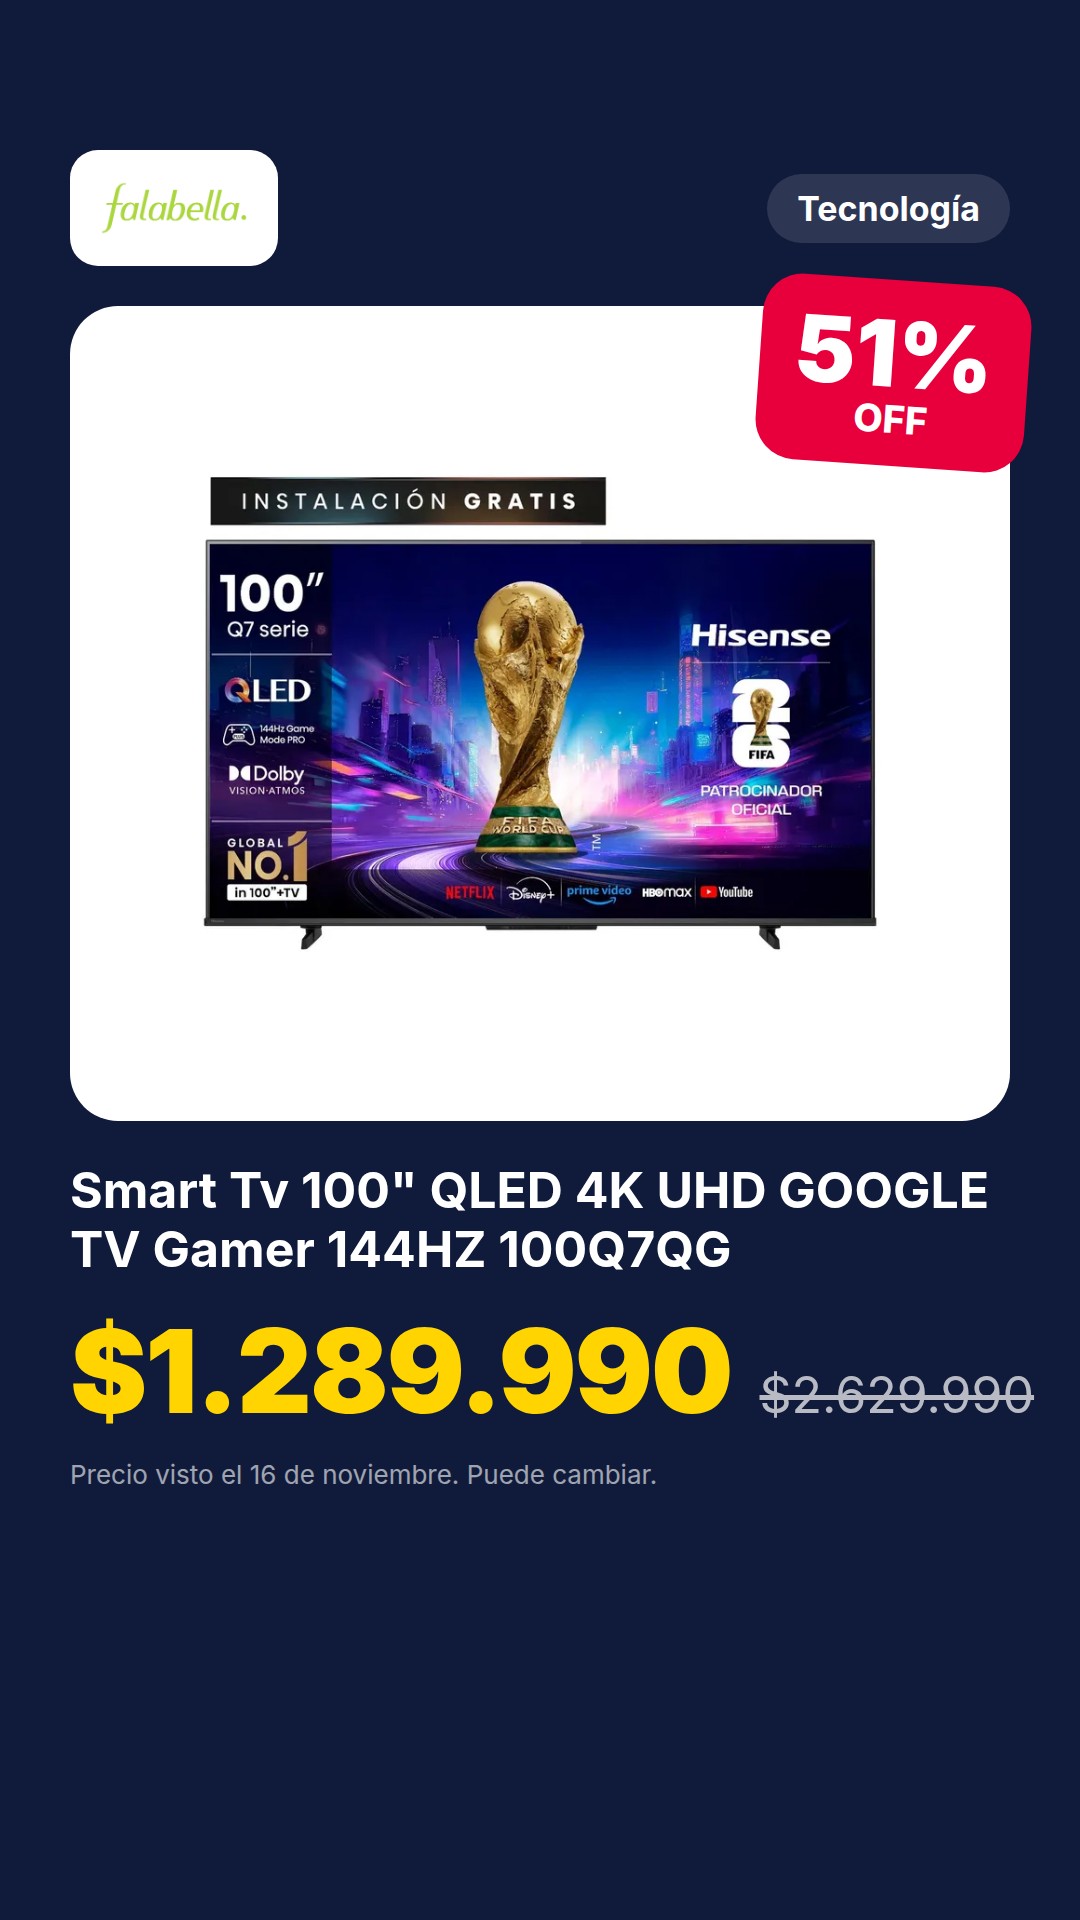 falabella.
Tecnología
51%
OFF
INSTALACIÓN GRATIS
100”
Q7 serie
QLED
144Hz Game
Mode PRO
Dolby
VISION·ATMOS
GLOBAL
NO.1
in 100”+TV
Hisense
FIFA
PATROCINADOR
OFICIAL
FIFA
WORLD CUP
TM
NETFLIX Disney+ prime video HBOmax YouTube
Smart Tv 100" QLED 4K UHD GOOGLE
TV Gamer 144HZ 100Q7QG
$1.289.990 $2.629.990
Precio visto el 16 de noviembre. Puede cambiar.